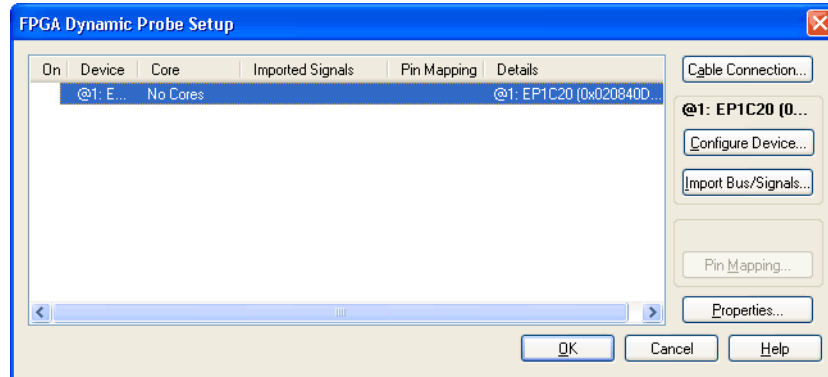 FPGA Dynamic Probe Setup
On Device Core Imported Signals Pin Mapping Details
@1: E... No Cores @1: EP1C20 (0x020840D...
Cable Connection...
@1: EP1C20 (0...
Configure Device...
Import Bus/Signals...
Pin Mapping...
Properties...
OK Cancel Help